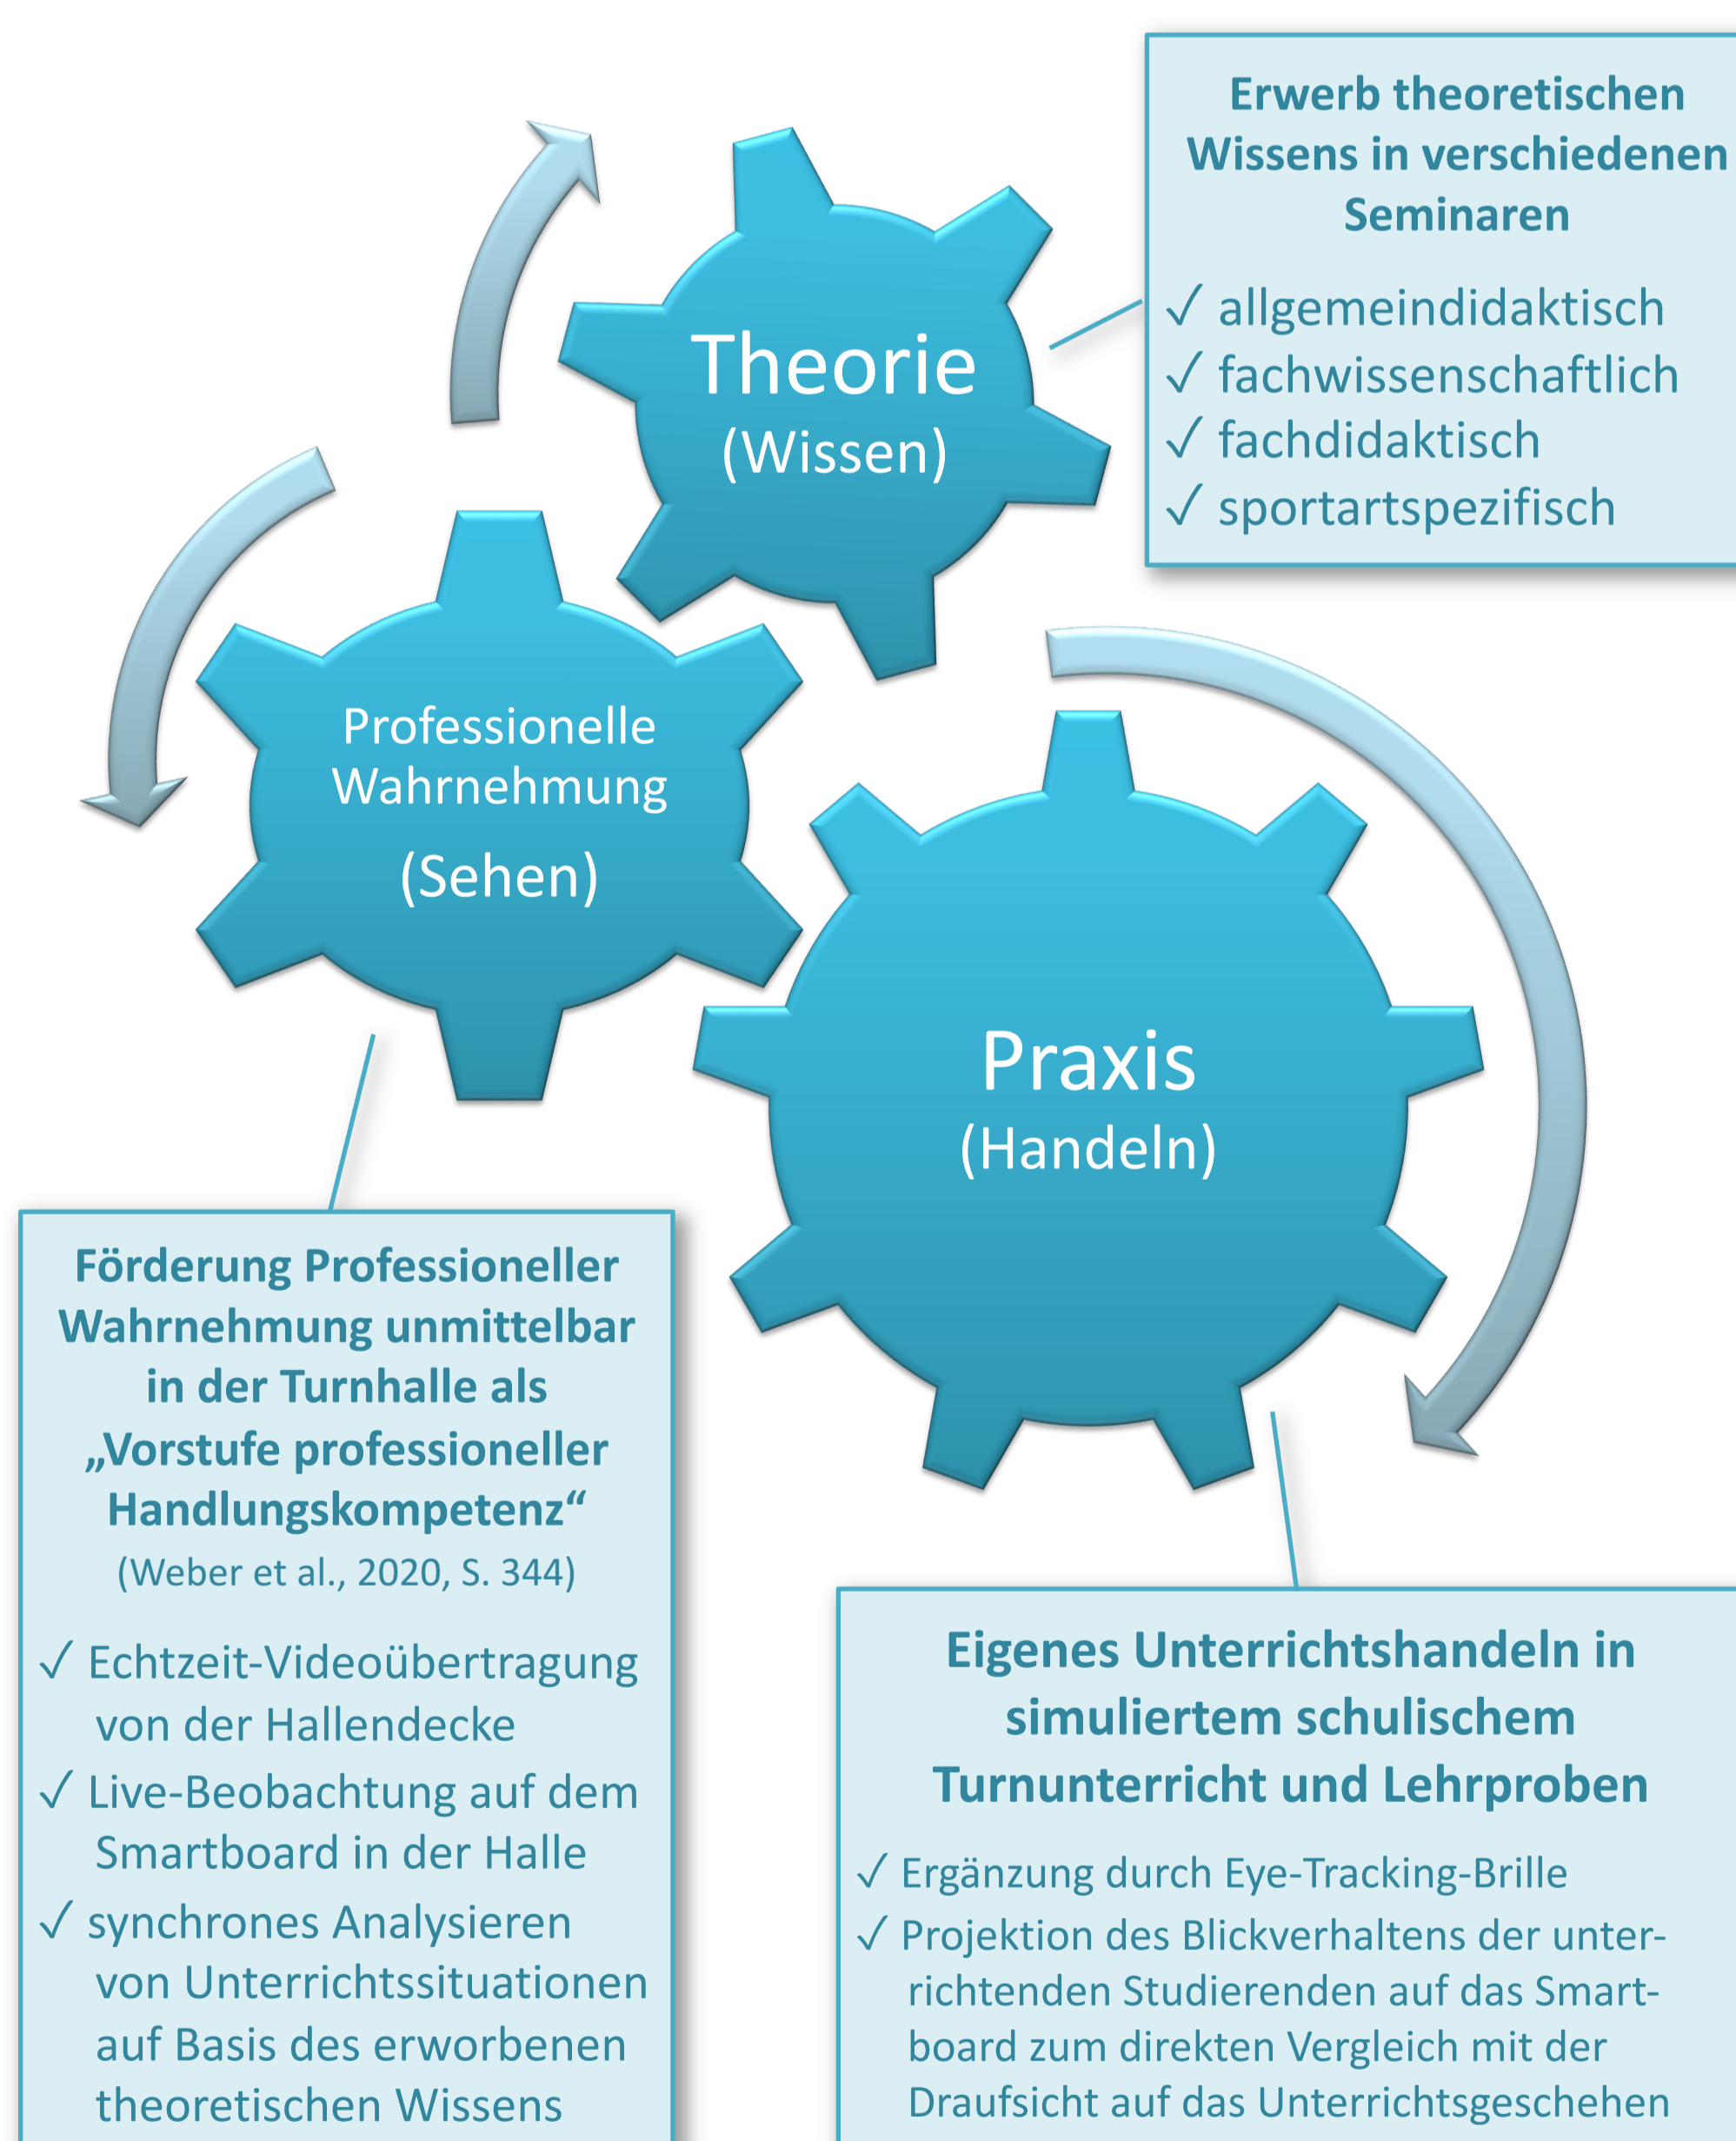 Erwerb theoretischen
Wissens in verschiedenen
Seminaren
✓ allgemeindidaktisch
✓ fachwissenschaftlich
✓ fachdidaktisch
✓ sportartspezifisch
Theorie
(Wissen)
Professionelle
Wahrnehmung
(Sehen)
Praxis
(Handeln)
Förderung Professioneller
Wahrnehmung unmittelbar
in der Turnhalle als
„Vorstufe professioneller
Handlungskompetenz“
(Weber et al., 2020, S. 344)
✓ Echtzeit-Videoübertragung
von der Hallendecke
✓ Live-Beobachtung auf dem
Smartboard in der Halle
✓ synchrones Analysieren
von Unterrichtssituationen
auf Basis des erworbenen
theoretischen Wissens
Eigenes Unterrichtshandeln in
simuliertem schulischem
Turnunterricht und Lehrproben
✓ Ergänzung durch Eye-Tracking-Brille
✓ Projektion des Blickverhaltens der unter-
richtenden Studierenden auf das Smart-
board zum direkten Vergleich mit der
Draufsicht auf das Unterrichtsgeschehen